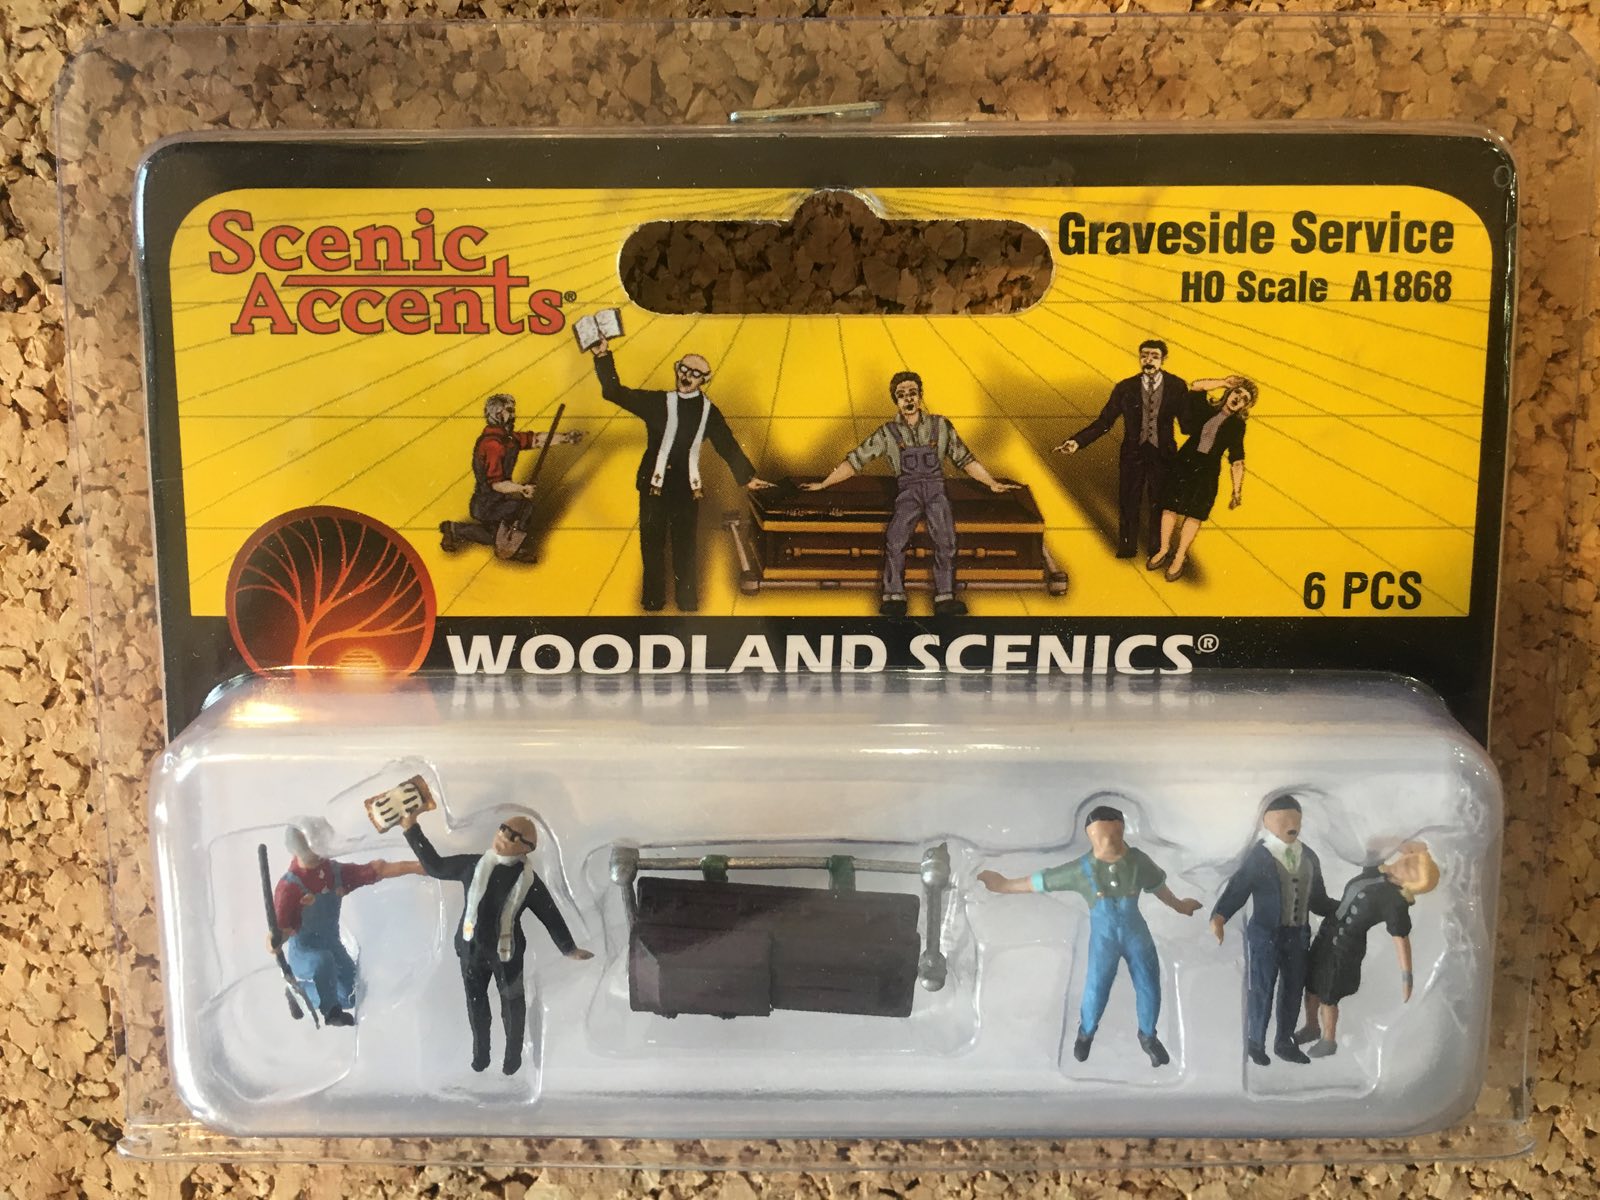 Scenic
Accents®
Graveside Service
HO Scale A1868
6 PCS
WOODLAND SCENICS®